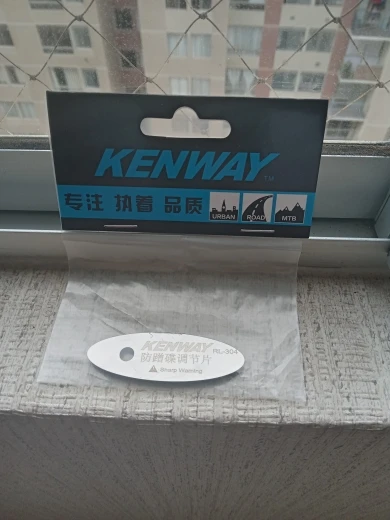 KENWAY TM
专注 执着 品质
URBAN ROAD MTB
KENWAY
RL-304
防蹭碟调节片
Sharp Warning